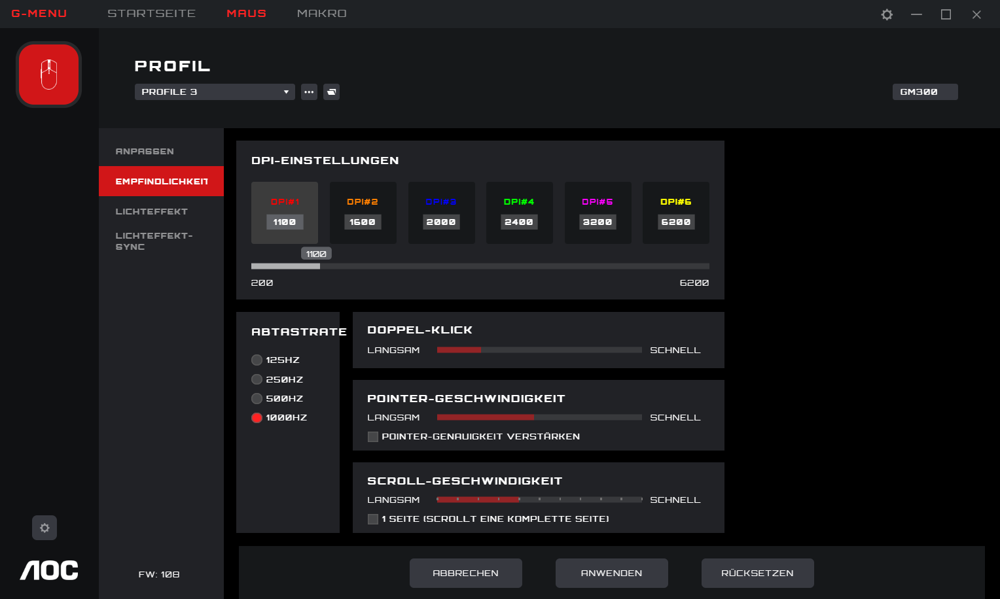 G-MENU STARTSEITE MAUS MAKRO
PROFIL
PROFILE 3 GM300
ANPASSEN
EMPFINDLICHKEIT
LICHTEFFEKT
LICHTEFFEKT-
SYNC
FW: 108
AOC
DPI-EINSTELLUNGEN
DPI#1 DPI#2 DPI#3 DPI#4 DPI#5 DPI#6
1100 1600 2000 2400 3200 6200
1100
200 6200
ABTASTRATE
125HZ
250HZ
500HZ
1000HZ
DOPPEL-KLICK
LANGSAM SCHNELL
POINTER-GESCHWINDIGKEIT
LANGSAM SCHNELL
POINTER-GENAUIGKEIT VERSTÄRKEN
SCROLL-GESCHWINDIGKEIT
LANGSAM SCHNELL
1 SEITE (SCROLLT EINE KOMPLETTE SEITE)
ABBRECHEN ANWENDEN RÜCKSETZEN